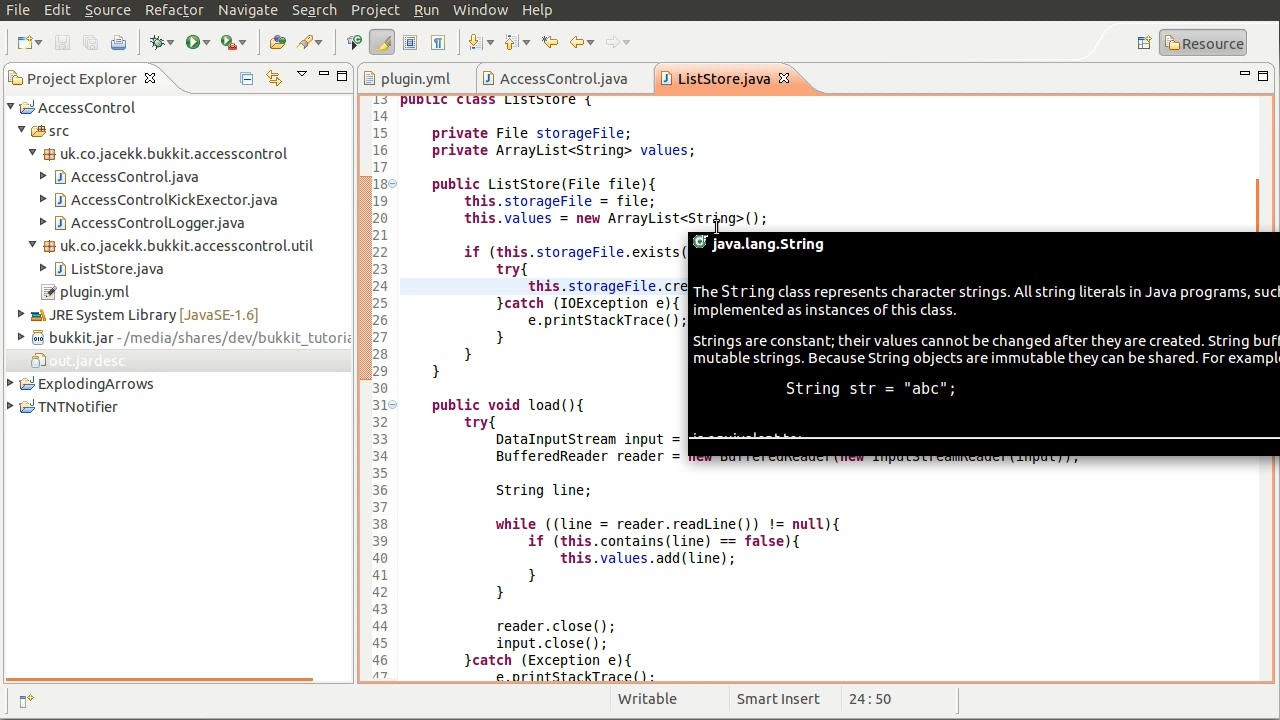 File Edit Source Refactor Navigate Search Project Run Window Help
Resource
Project Explorer
plugin.yml
AccessControl.java
ListStore.java
AccessControl
src
uk.co.jacekk.bukkit.accesscontrol
AccessControl.java
AccessControlKickExector.java
AccessControlLogger.java
uk.co.jacekk.bukkit.accesscontrol.util
ListStore.java
plugin.yml
JRE System Library [JavaSE-1.6]
bukkit.jar - /media/shares/dev/bukkit_tutoria
out.jardesc
ExplodingArrows
TNTNotifier
13 public class ListStore {
14
15 private File storageFile;
16 private ArrayList<String> values;
17
18 public ListStore(File file){
19 this.storageFile = file;
20 this.values = new ArrayList<String>();
21
22 if (this.storageFile.exists(
23 try{
24 this.storageFile.cre
25 }catch (IOException e){
26 e.printStackTrace();
27 }
28 }
29 }
30
31 public void load(){
32 try{
33 DataInputStream input =
34 BufferedReader reader = new BufferedReader(new InputStreamReader(input));
35
36 String line;
37
38 while ((line = reader.readLine()) != null){
39 if (this.contains(line) == false){
40 this.values.add(line);
41 }
42 }
43
44 reader.close();
45 input.close();
46 }catch (Exception e){
47 e.printStackTrace();
java.lang.String
The String class represents character strings. All string literals in Java programs, suc
implemented as instances of this class.
Strings are constant; their values cannot be changed after they are created. String buf
mutable strings. Because String objects are immutable they can be shared. For example
String str = "abc";
is equivalent to:
Writable
Smart Insert
24 : 50